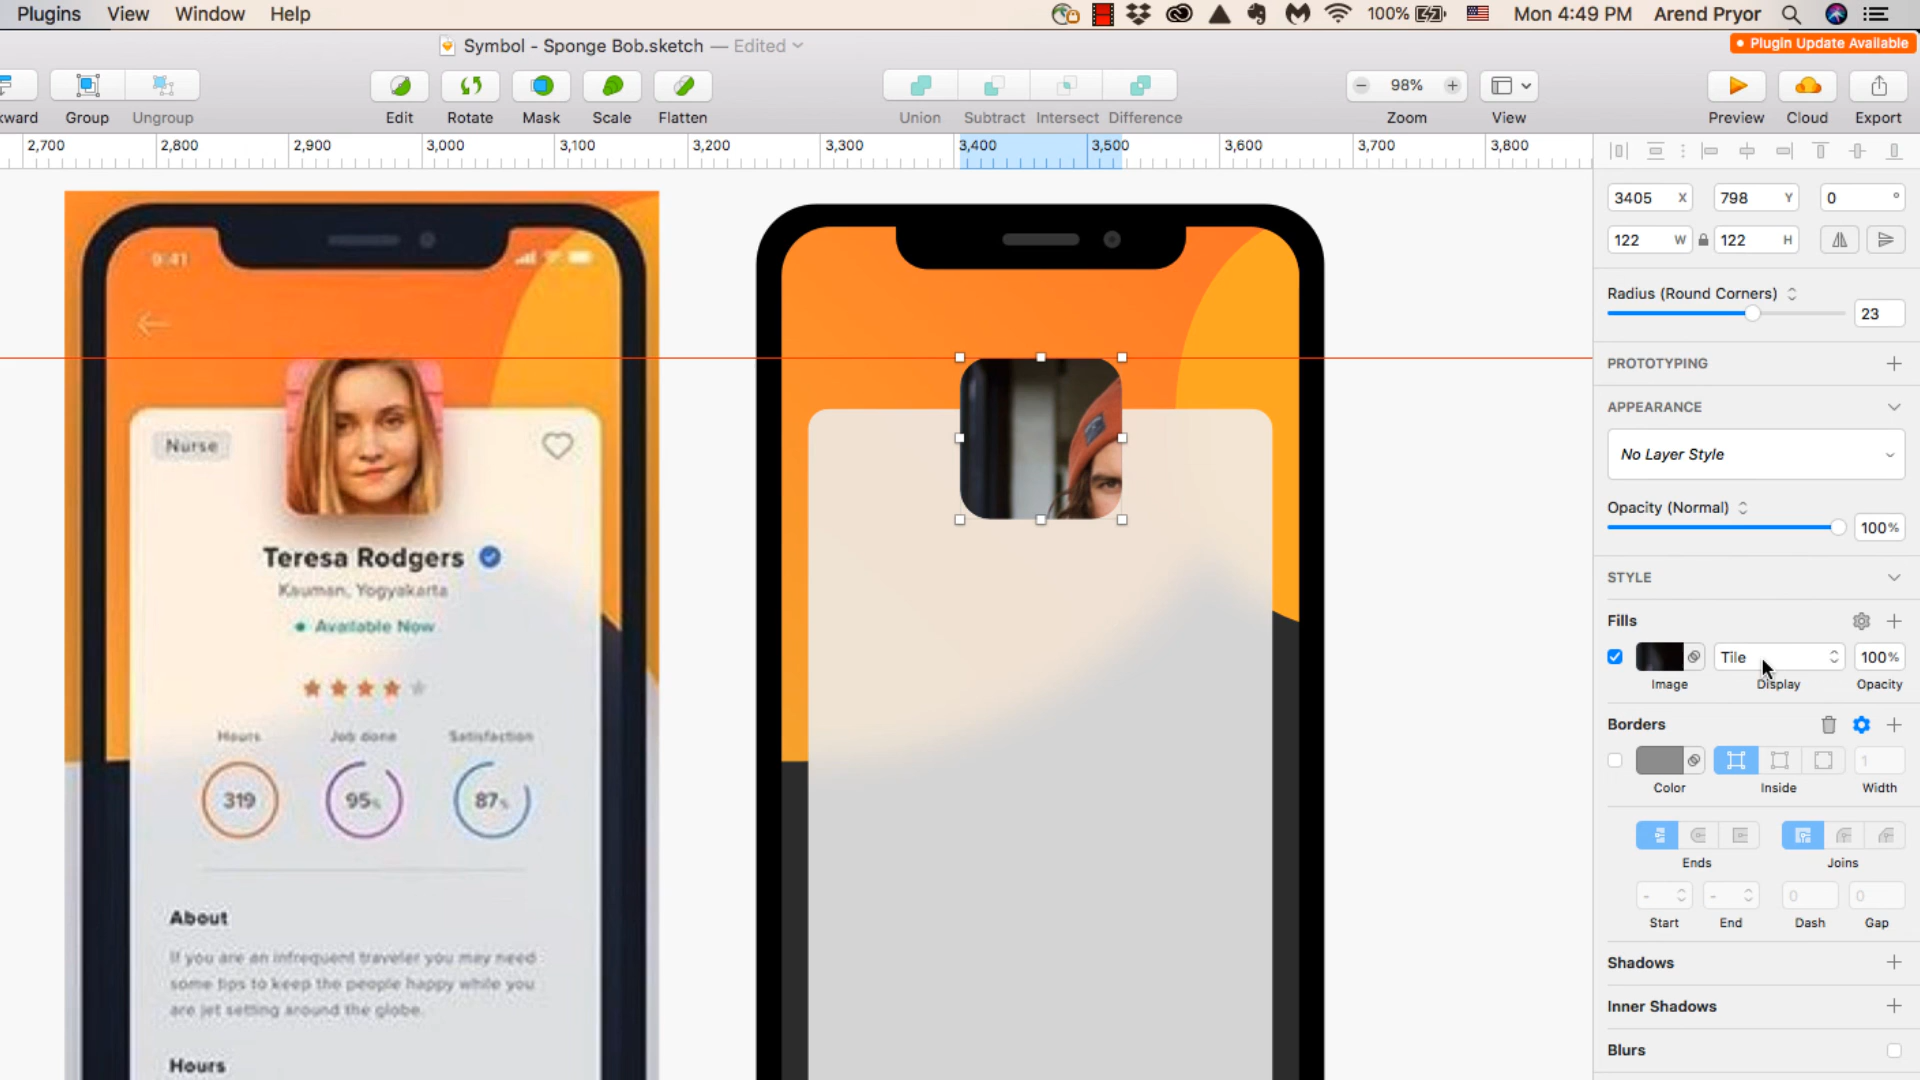 Plugins View Window Help 100% Mon 4:49 PM Arend Pryor
Symbol - Sponge Bob.sketch — Edited
Plugin Update Available
98%
kward Group Ungroup Edit Rotate Mask Scale Flatten Union Subtract Intersect Difference Zoom View Preview Cloud Export
2,700 2,800 2,900 3,000 3,100 3,200 3,300 3,400 3,500 3,600 3,700 3,800
3405 X 798 Y 0 °
122 W 122 H
Radius (Round Corners)
23
PROTOTYPING
APPEARANCE
No Layer Style
Opacity (Normal)
100%
STYLE
Fills
Tile 100%
Image Display Opacity
Borders
1
Color Inside Width
Ends Joins
- - 0 0
Start End Dash Gap
Shadows
Inner Shadows
Blurs
9:41
Nurse
Teresa Rodgers
Kauman, Yogyakarta
Available Now
Hours Job done Satisfaction
319 95% 87%
About
If you are an infrequent traveler you may need
some tips to keep the people happy while you
are jet setting around the globe.
Hours